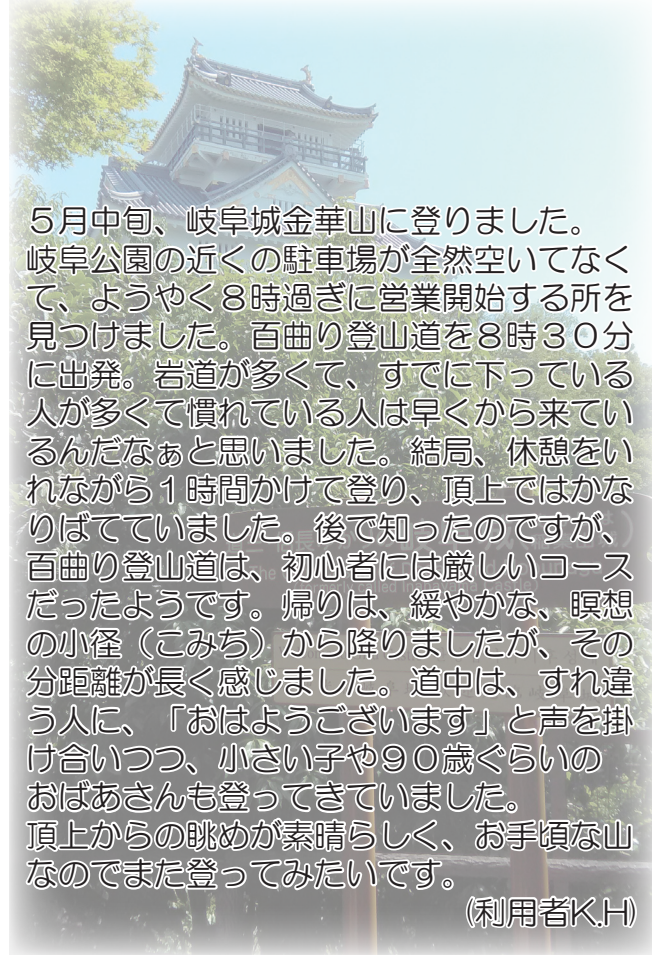 ５月中旬、岐阜城金華山に登りました。
岐阜公園の近くの駐車場が全然空いてなく
て、ようやく８時過ぎに営業開始する所を
見つけました。百曲り登山道を８時３０分
に出発。岩道が多くて、すでに下っている
人が多くて慣れている人は早くから来てい
るんだなぁと思いました。結局、休憩をい
れながら１時間かけて登り、頂上ではかな
りばてていました。後で知ったのですが、
百曲り登山道は、初心者には厳しいコース
だったようです。帰りは、緩やかな、瞑想
の小径（こみち）から降りましたが、その
分距離が長く感じました。道中は、すれ違
う人に、「おはようございます」と声を掛
け合いつつ、小さい子や９０歳ぐらいの
おばあさんも登ってきていました。
頂上からの眺めが素晴らしく、お手頃な山
なのでまた登ってみたいです。
(利用者K.H)